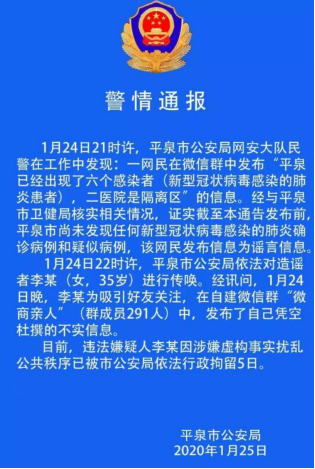 警情通报
1月24日21时许，平泉市公安局网安大队民
警在工作中发现：一网民在微信群中发布“平泉
已经出现了六个感染者（新型冠状病毒感染的肺
炎患者），二医院是隔离区”的信息。经与平泉
市卫健局核实相关情况，证实截至本通告发布前，
平泉市尚未发现任何新型冠状病毒感染的肺炎确
诊病例和疑似病例，该网民发布信息为谣言信息。
1月24日22时许，平泉市公安局依法对造谣
者李某（女，35岁）进行传唤。经讯问，1月24
日晚，李某为吸引好友关注，在自建微信群“微
商亲人”（群成员291人）中，发布了自己凭空
杜撰的不实信息。
目前，违法嫌疑人李某因涉嫌虚构事实扰乱
公共秩序已被市公安局依法行政拘留5日。
平泉市公安局
2020年1月25日